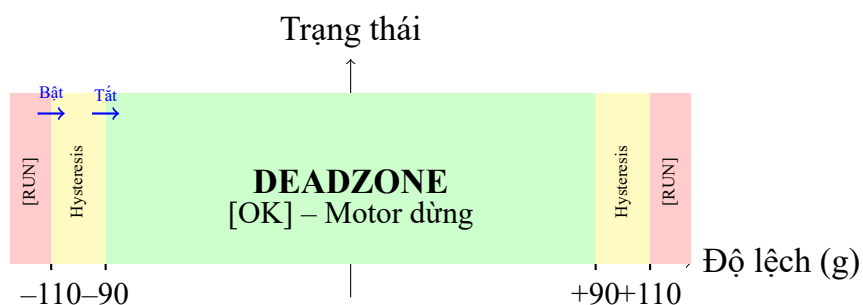 Trạng thái
Bật
Tắt
[RUN]
Hysteresis
DEADZONE
[OK] – Motor dừng
Hysteresis
[RUN]
Độ lệch (g)
–110
–90
+90
+110